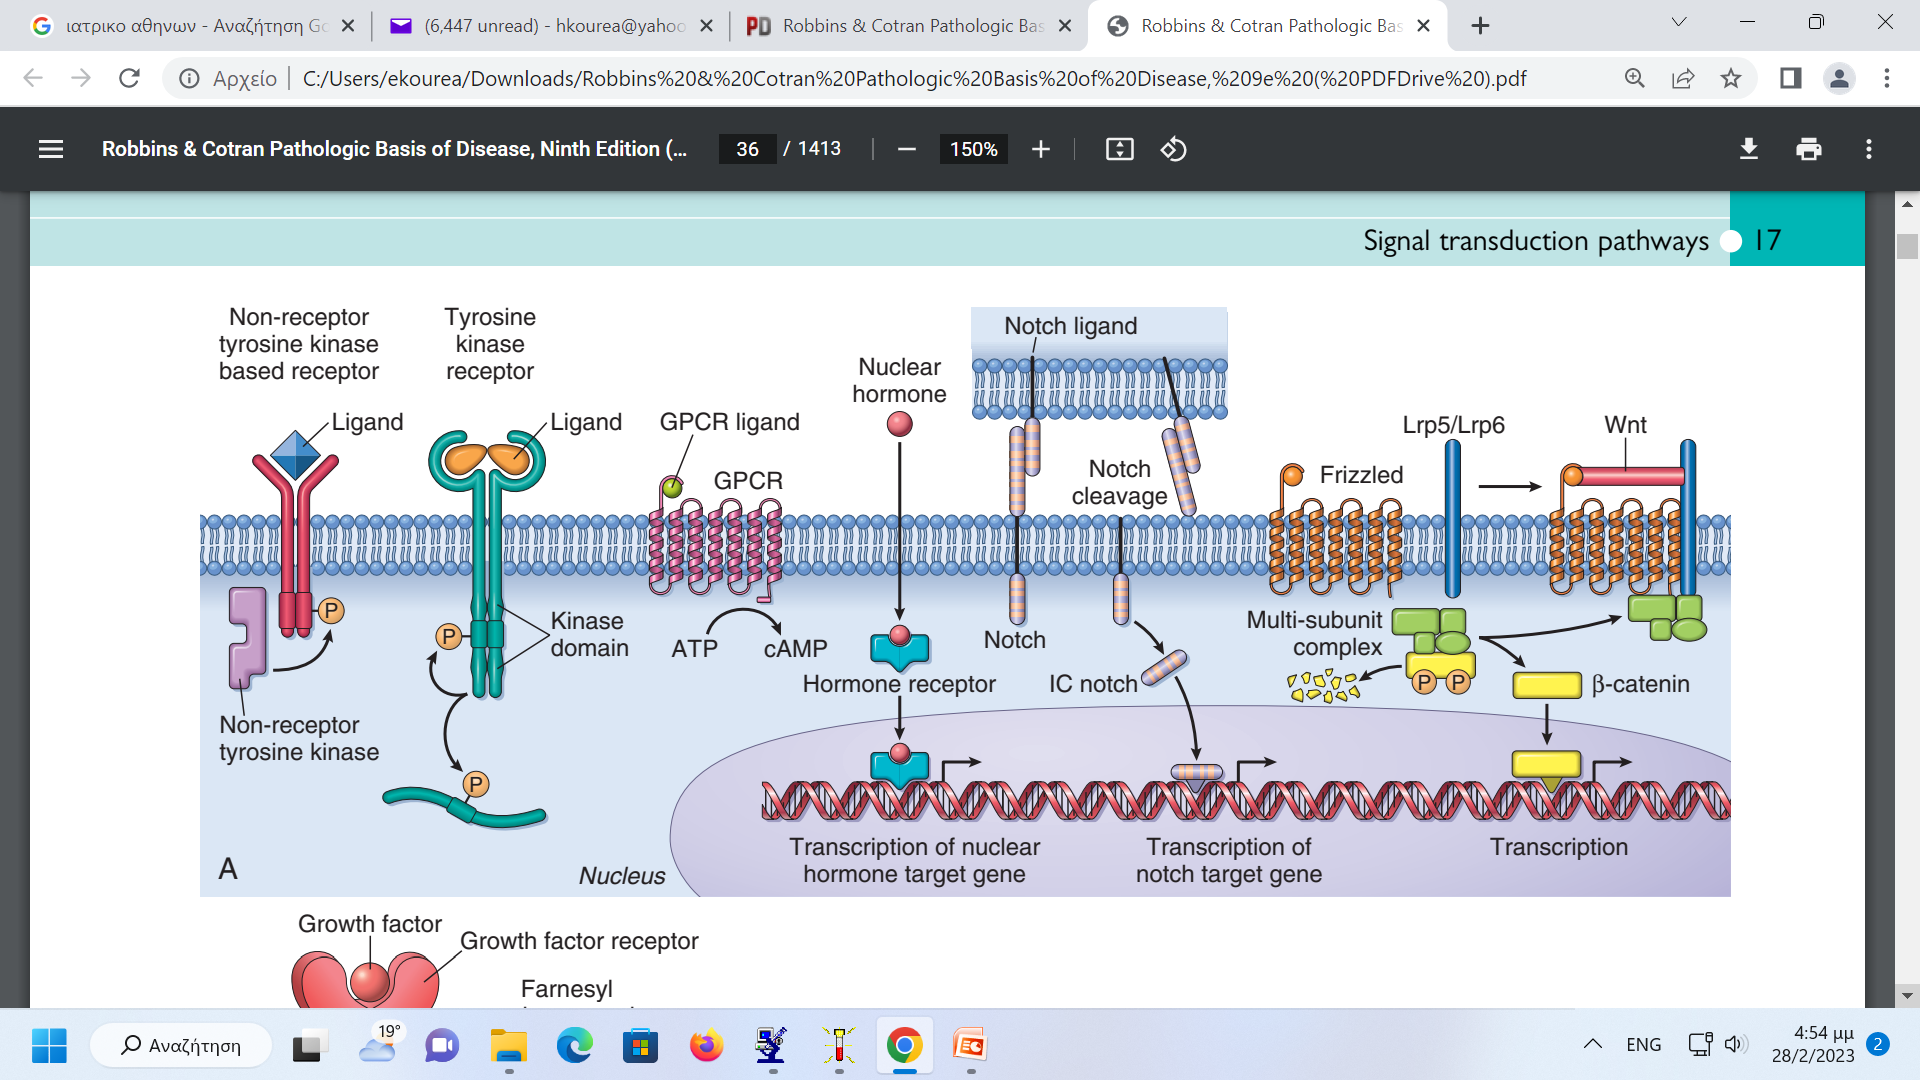 ιατρικο αθηνων - Αναζήτηση Go
(6,447 unread) - hkourea@yahoo
Robbins & Cotran Pathologic Bas
Robbins & Cotran Pathologic Bas
Αρχείο
C:/Users/ekourea/Downloads/Robbins%20&%20Cotran%20Pathologic%20Basis%20of%20Disease,%209e%20(%20PDFDrive%20).pdf
Robbins & Cotran Pathologic Basis of Disease, Ninth Edition (...
36 / 1413
150%
Signal transduction pathways 17
Non-receptor
tyrosine kinase
based receptor
Tyrosine
kinase
receptor
Ligand
Ligand
GPCR ligand
GPCR
Nuclear
hormone
Notch ligand
Notch
cleavage
Frizzled
Lrp5/Lrp6
Wnt
P
P
Kinase
domain
ATP
cAMP
Hormone receptor
Notch
IC notch
Multi-subunit
complex
P P
β-catenin
Non-receptor
tyrosine kinase
P
Transcription of nuclear
hormone target gene
Transcription of
notch target gene
Transcription
A
Nucleus
Growth factor
Growth factor receptor
Farnesyl
19°
Αναζήτηση
ENG
4:54 μμ
28/2/2023
2